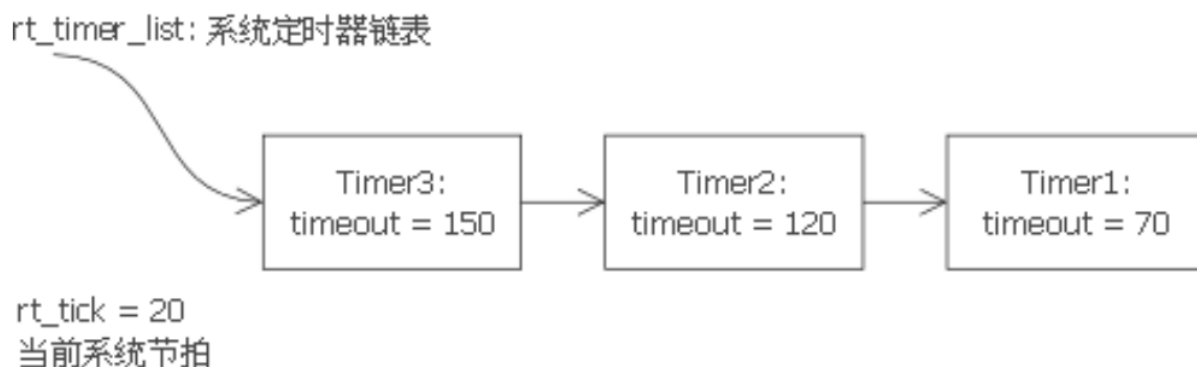 rt_timer_list: 系统定时器链表
Timer3:
timeout = 150
Timer2:
timeout = 120
Timer1:
timeout = 70
rt_tick = 20
当前系统节拍